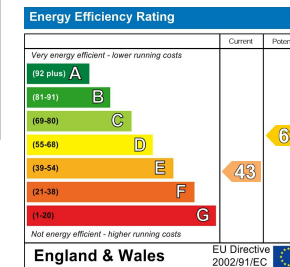 Energy Efficiency Rating
Current
Very energy efficient - lower running costs
(92 plus) A
(81-91) B
(69-80) C
(55-68) D
(39-54) E
43
(21-38) F
(1-20) G
Not energy efficient - higher running costs
England & Wales
EU Directive
2002/91/EC